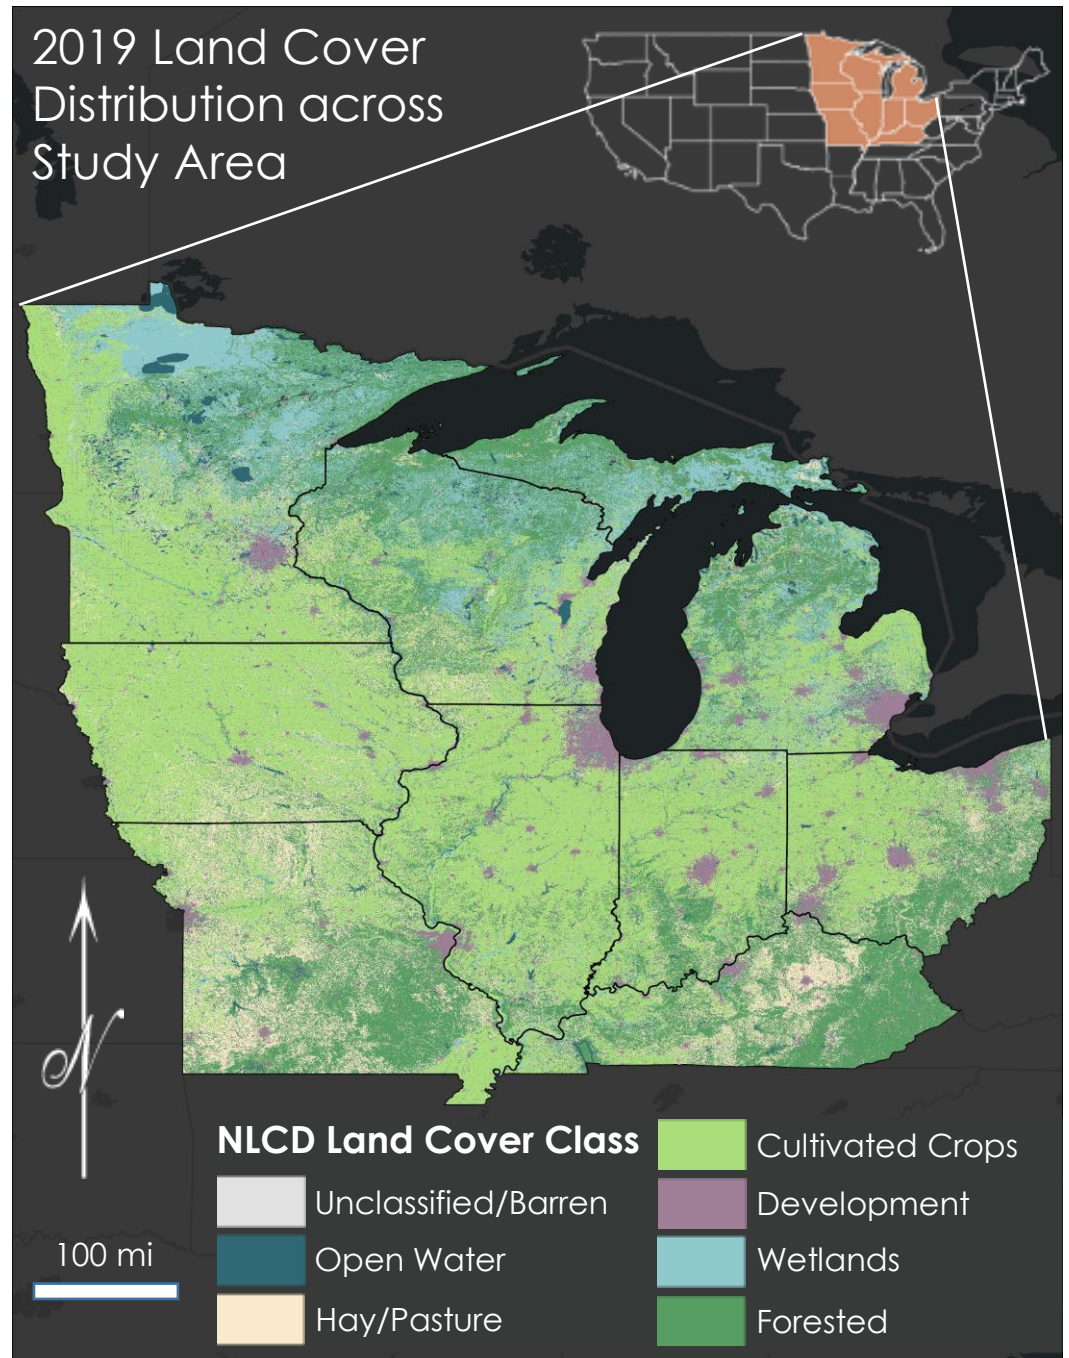 2019 Land Cover
Distribution across
Study Area
N
NLCD Land Cover Class
Unclassified/Barren
Open Water
Hay/Pasture
Cultivated Crops
Development
Wetlands
Forested
100 mi